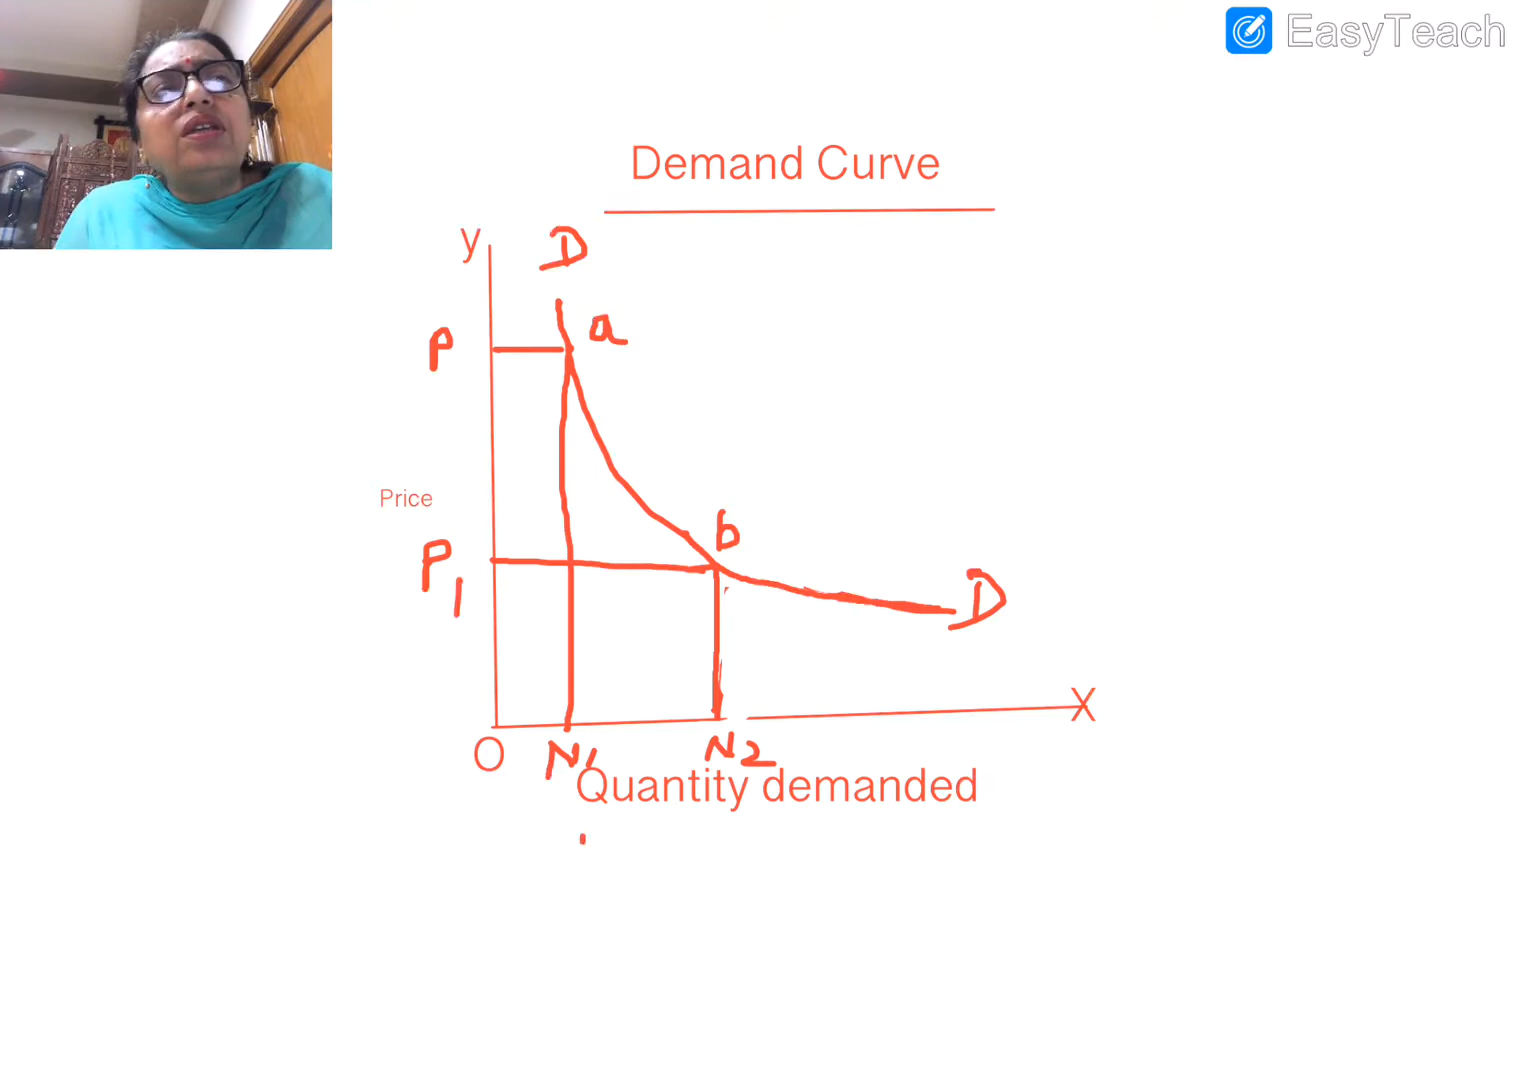 EasyTeach
Demand Curve
y
D
P
a
Price
b
P1
D
X
O
N1
N2
Quantity demanded